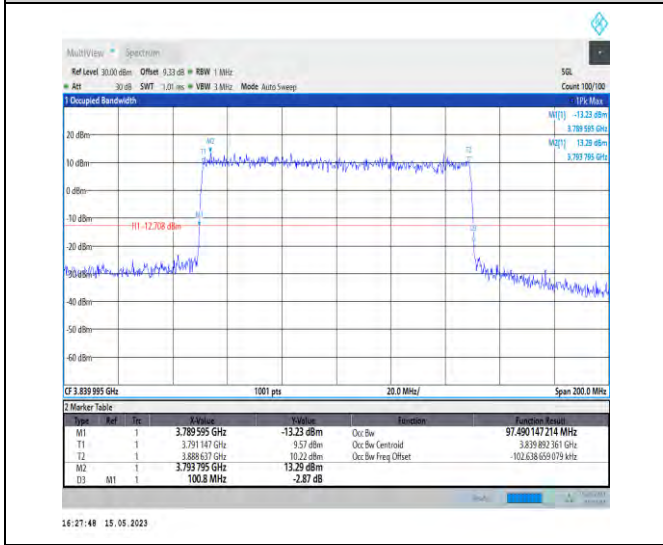 MultiView Spectrum
Ref Level 30.00 dBm Offset 9.33 dB RBW 1 MHz SGL
Att 30 dB SWT 1.01 ms VBW 3 MHz Mode Auto Sweep Count 100/100
1 Occupied Bandwidth 1Pk Max
M1[1] -13.23 dBm
3.789 595 GHz
M2[1] 13.29 dBm
3.793 795 GHz
20 dBm
M2
T1 T2
10 dBm
0 dBm
M1
-10 dBm
H1 -12.708 dBm
D3
-20 dBm
-30 dBm
-40 dBm
-50 dBm
-60 dBm
CF 3.839 995 GHz 1001 pts 20.0 MHz/ Span 200.0 MHz
2 Marker Table
Type Ref Trc X-Value Y-Value Function Function Result
M1 1 3.789 595 GHz -13.23 dBm Occ Bw 97.490 147 214 MHz
T1 1 3.791 147 GHz 9.57 dBm Occ Bw Centroid 3.839 892 361 GHz
T2 1 3.888 637 GHz 10.22 dBm Occ Bw Freq Offset -102.638 659 079 kHz
M2 1 3.793 795 GHz 13.29 dBm
D3 M1 1 100.8 MHz -2.87 dB
16:27:48 15.05.2023